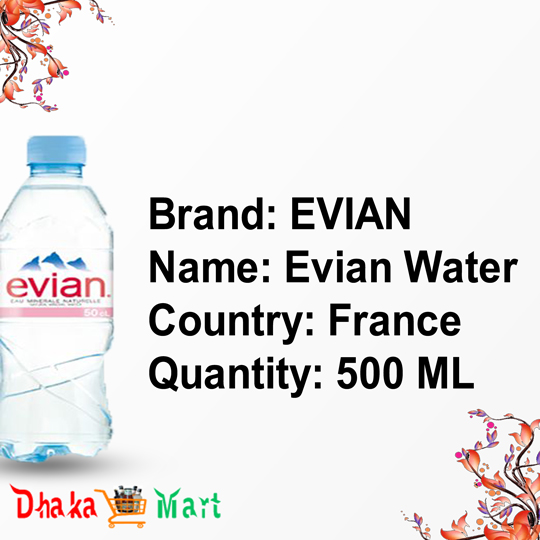 Brand: EVIAN
Name: Evian Water
Country: France
Quantity: 500 ML
evian.
EAU MINERALE NATURELLE
50 cL
Dhaka Mart